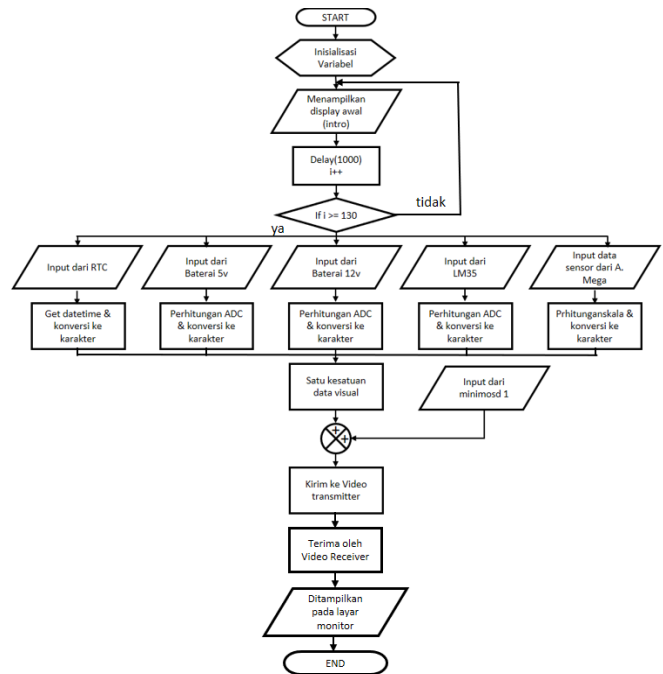 START
Inisialisasi
Variabel
Menampilkan
display awal
(intro)
Delay(1000)
i++
If i >= 130
tidak
ya
Input dari RTC
Input dari
Baterai 5v
Input dari
Baterai 12v
Input dari
LM35
Input data
sensor dari A.
Mega
Get datetime &
konversi ke
karakter
Perhitungan ADC
& konversi ke
karakter
Perhitungan ADC
& konversi ke
karakter
Perhitungan ADC
& konversi ke
karakter
Prhitunganskala &
konversi ke
karakter
Satu kesatuan
data visual
Input dari
minimosd 1
+
+
Kirim ke Video
transmitter
Terima oleh
Video Receiver
Ditampilkan
pada layar
monitor
END